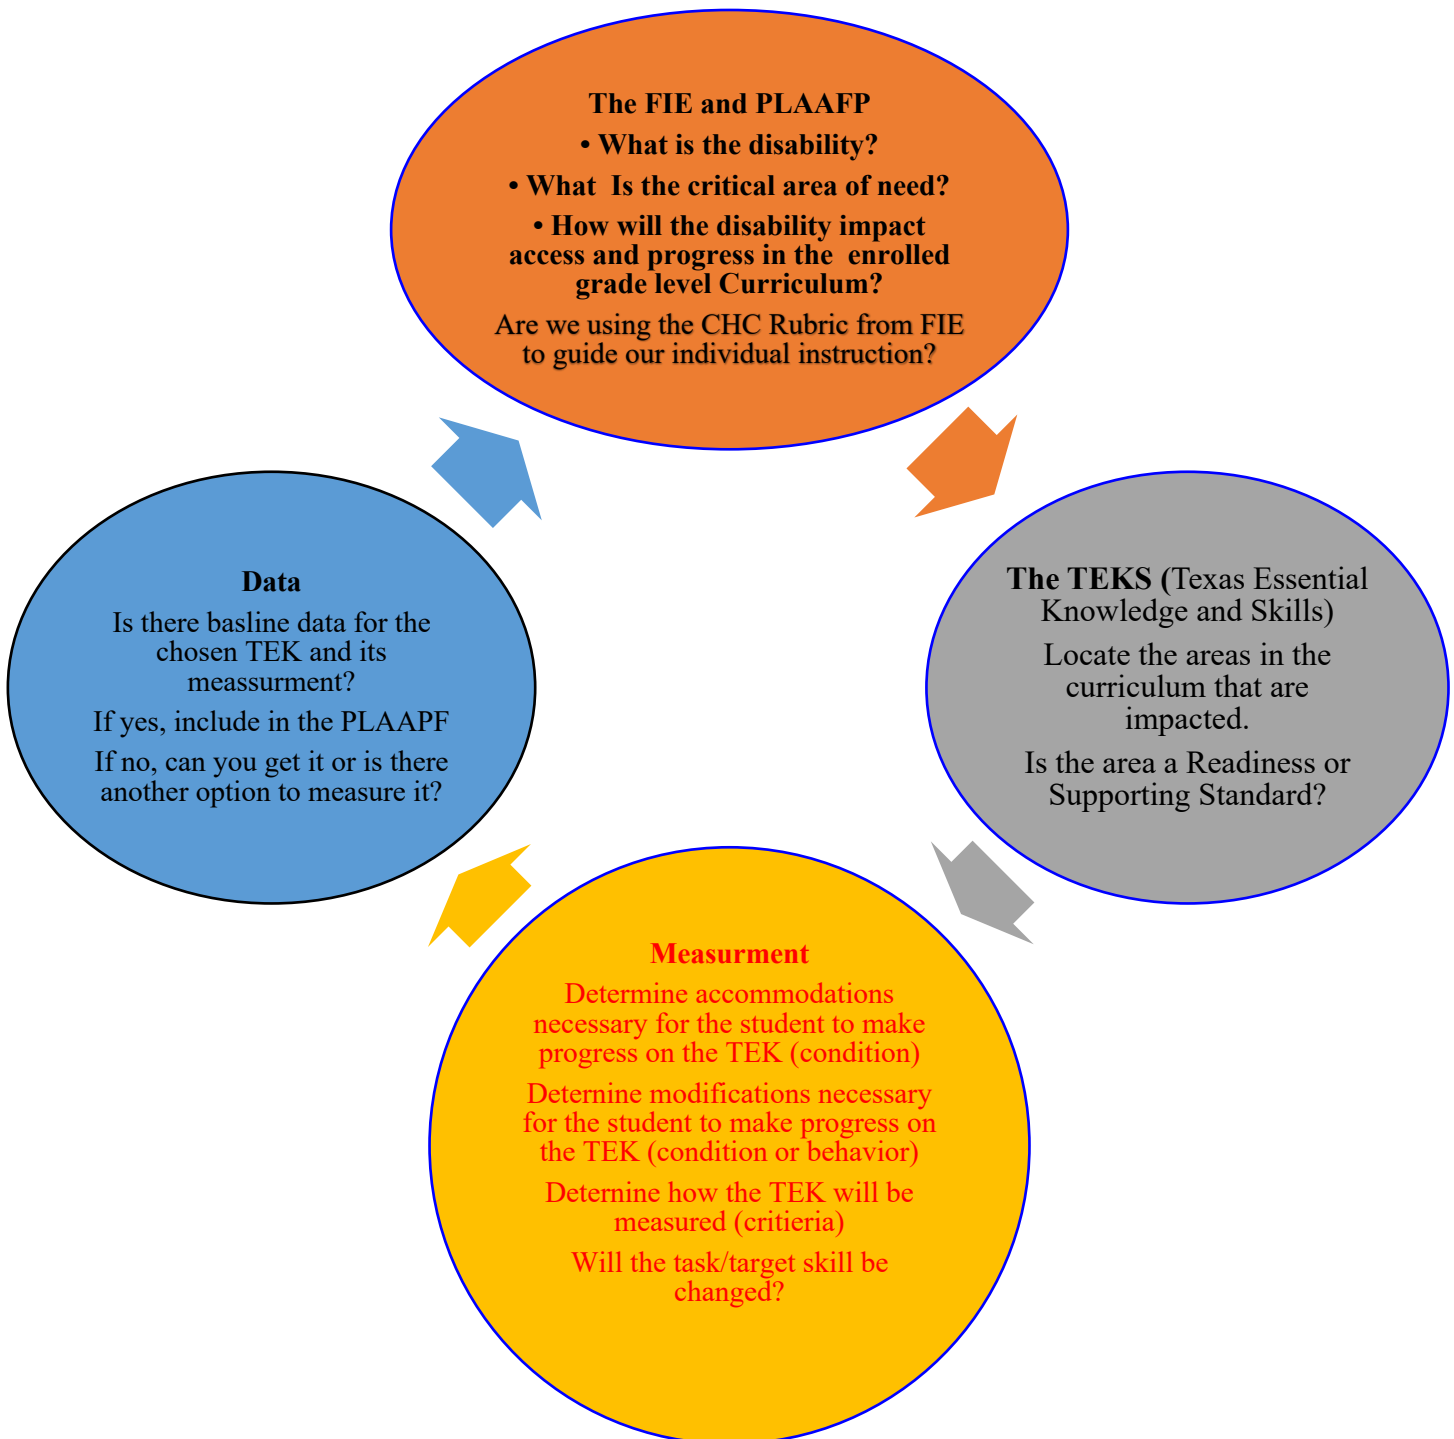 The FIE and PLAAFP
• What is the disability?
• What  Is the critical area of need?
• How will the disability impact
access and progress in the  enrolled
grade level Curriculum?
Are we using the CHC Rubric from FIE
to guide our individual instruction?
The TEKS (Texas Essential
Knowledge and Skills)
Locate the areas in the
curriculum that are
impacted.
Is the area a Readiness or
Supporting Standard?
Measurment
Determine accommodations
necessary for the student to make
progress on the TEK (condition)
Deternine modifications necessary
for the student to make progress on
the TEK (condition or behavior)
Deternine how the TEK will be
measured (critieria)
Will the task/target skill be
changed?
Data
Is there basline data for the
chosen TEK and its
meassurment?
If yes, include in the PLAAPF
If no, can you get it or is there
another option to measure it?